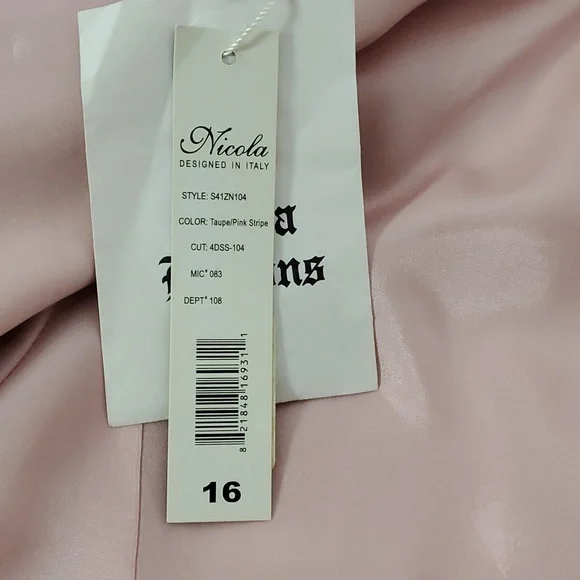 Nicola
DESIGNED IN ITALY
STYLE: S41ZN104
COLOR: Taupe/Pink Stripe
CUT: 4DSS-104
MIC# 083
DEPT# 108
8 21848 16931 1
16